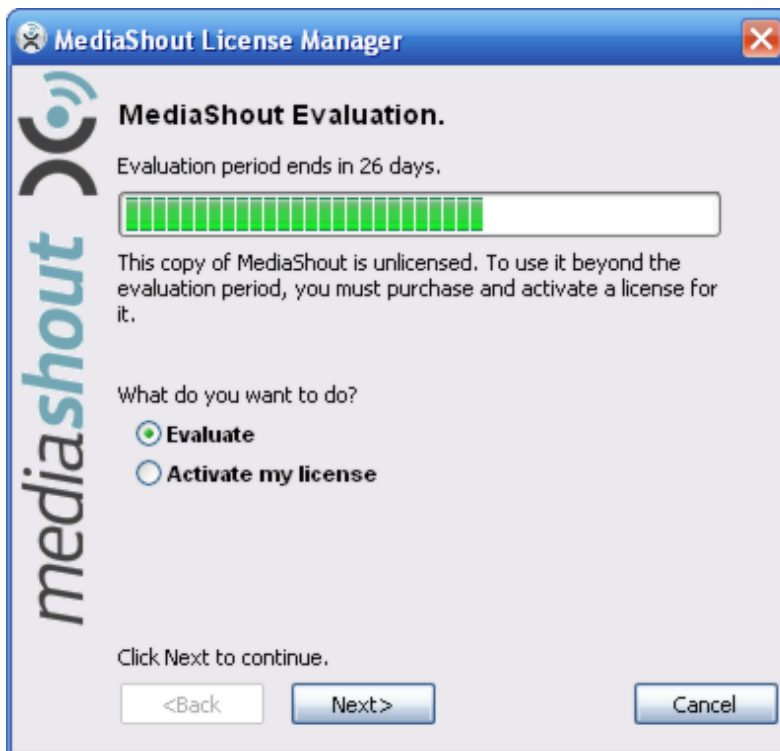 MediaShout License Manager
mediashout
MediaShout Evaluation.
Evaluation period ends in 26 days.
This copy of MediaShout is unlicensed. To use it beyond the
evaluation period, you must purchase and activate a license for
it.
What do you want to do?
Evaluate
Activate my license
Click Next to continue.
<Back Next> Cancel